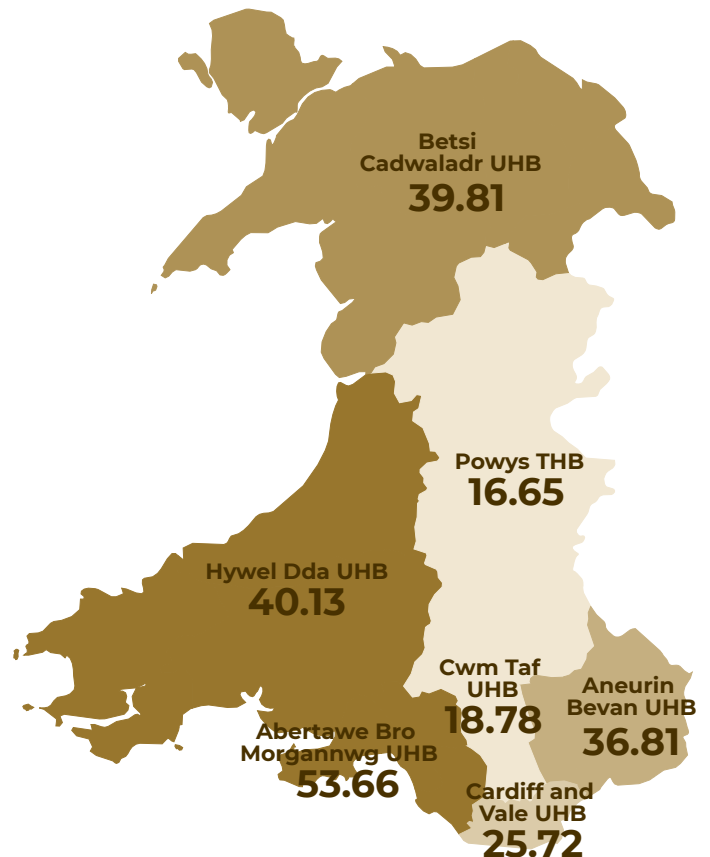 Betsi
Cadwaladr UHB
39.81
Powys THB
16.65
Hywel Dda UHB
40.13
Cwm Taf
UHB
18.78
Aneurin
Bevan UHB
36.81
Abertawe Bro
Morgannwg UHB
53.66
Cardiff and
Vale UHB
25.72